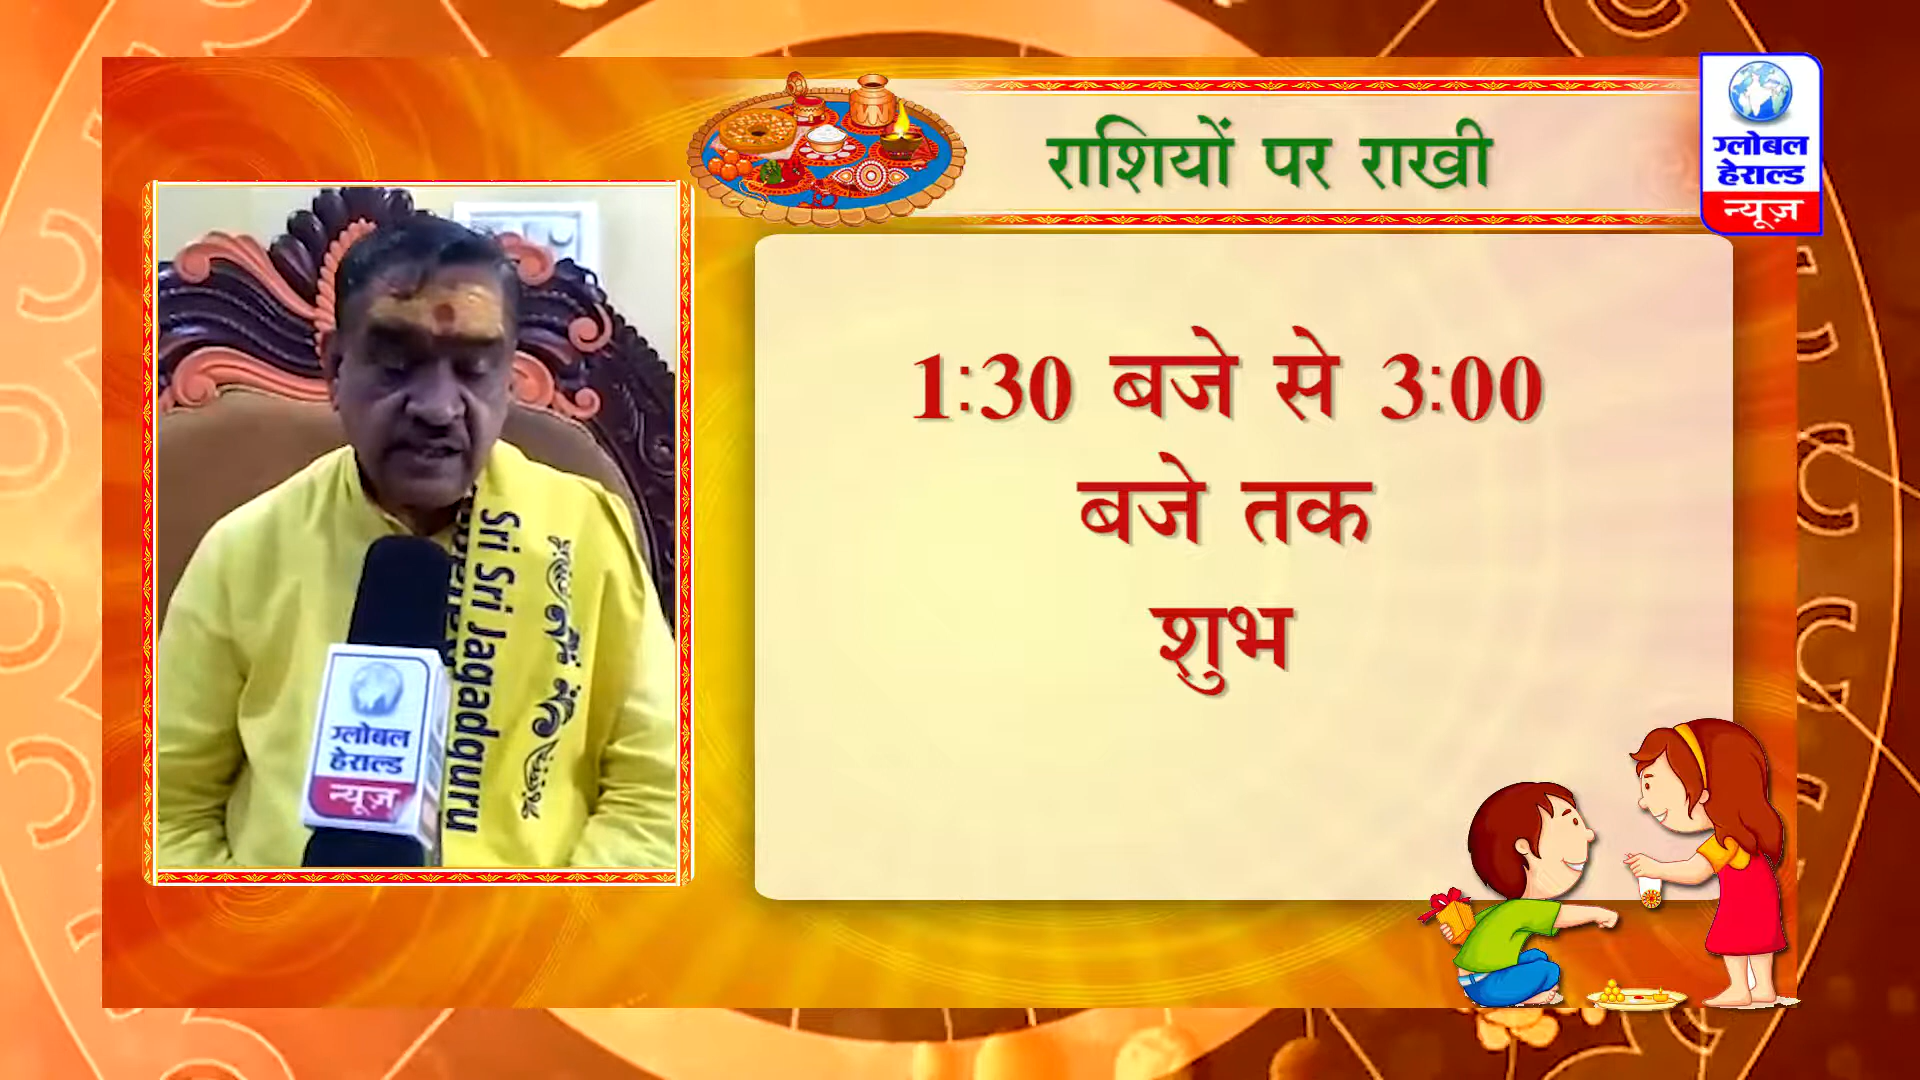 राशियों पर राखी
ग्लोबल
हेराल्ड
न्यूज़
1:30 बजे से 3:00
बजे तक
शुभ
Sri Sri Jagadguru
ग्लोबल
हेराल्ड
न्यूज़